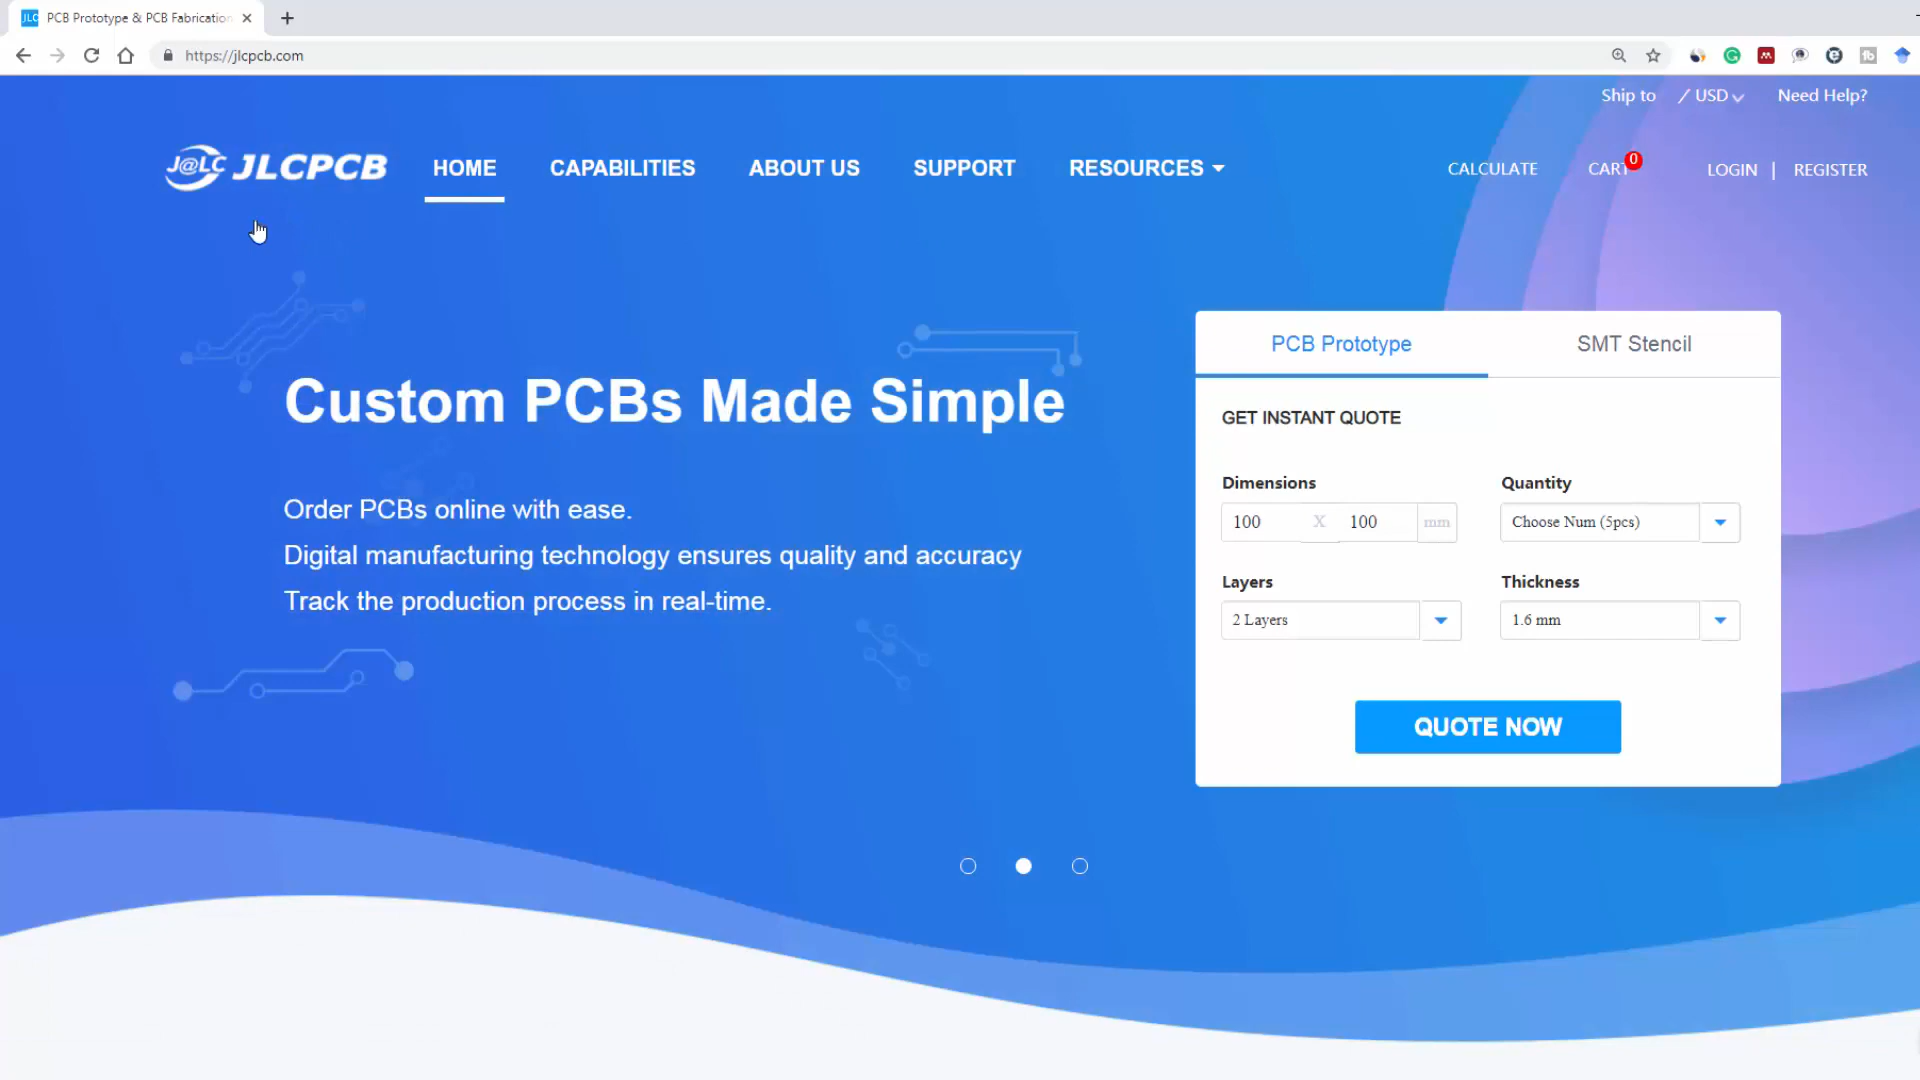 JLC PCB Prototype & PCB Fabrication
https://jlcpcb.com
Ship to / USD Need Help?
J@LC JLCPCB HOME CAPABILITIES ABOUT US SUPPORT RESOURCES CALCULATE CART 0 LOGIN | REGISTER
PCB Prototype SMT Stencil
Custom PCBs Made Simple
GET INSTANT QUOTE
Dimensions Quantity
100 X 100 mm Choose Num (5pcs)
Order PCBs online with ease.
Digital manufacturing technology ensures quality and accuracy
Track the production process in real-time.
Layers Thickness
2 Layers 1.6 mm
QUOTE NOW